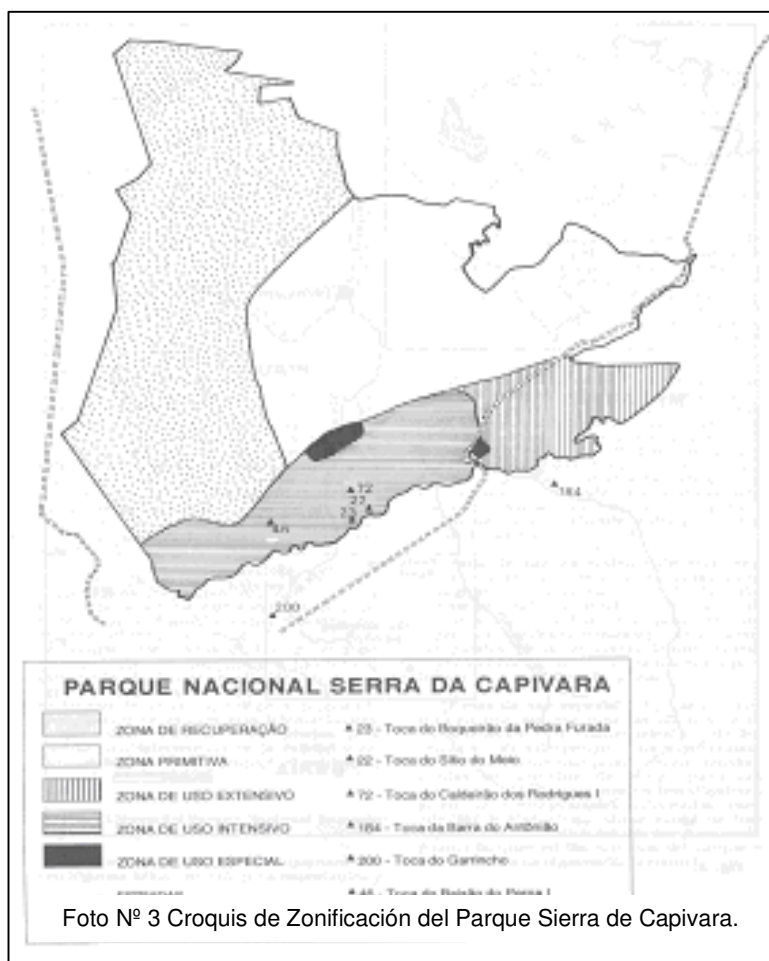 72
22
23
184
200
PARQUE NACIONAL SERRA DA CAPIVARA
ZONA DE RECUPERAÇÃO
ZONA PRIMITIVA
ZONA DE USO EXTENSIVO
ZONA DE USO INTENSIVO
ZONA DE USO ESPECIAL
23 - Toca do Boqueirão da Pedra Furada
22 - Toca do Sítio do Meio
72 - Toca do Caldeirão dos Rodrigues I
184 - Toca da Barra do Antonião
200 - Toca do Garrincho
Foto Nº 3 Croquis de Zonificación del Parque Sierra de Capivara.